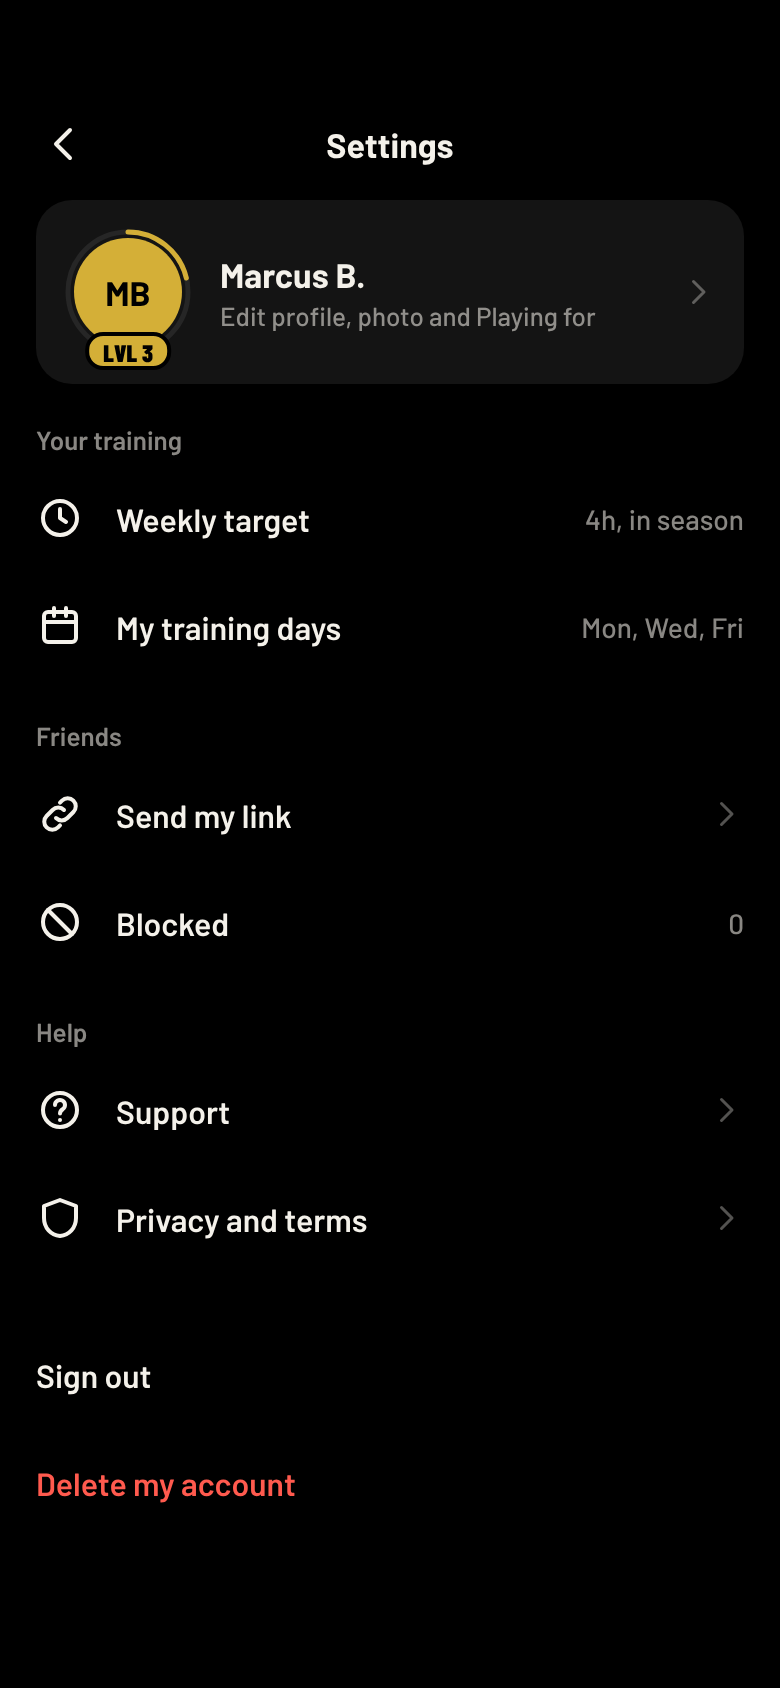 Settings
MB
LVL 3
Marcus B.
Edit profile, photo and Playing for
Your training
Weekly target
4h, in season
My training days
Mon, Wed, Fri
Friends
Send my link
Blocked
0
Help
Support
Privacy and terms
Sign out
Delete my account